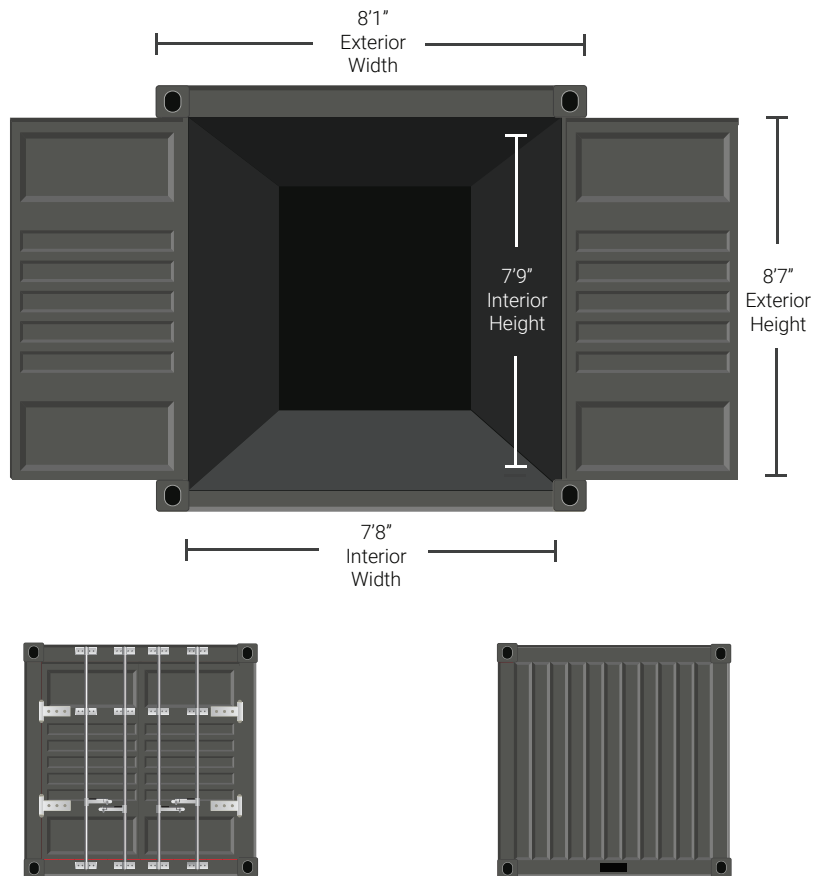 8’1”
Exterior
Width
7’9”
Interior
Height
8’7”
Exterior
Height
7’8”
Interior
Width